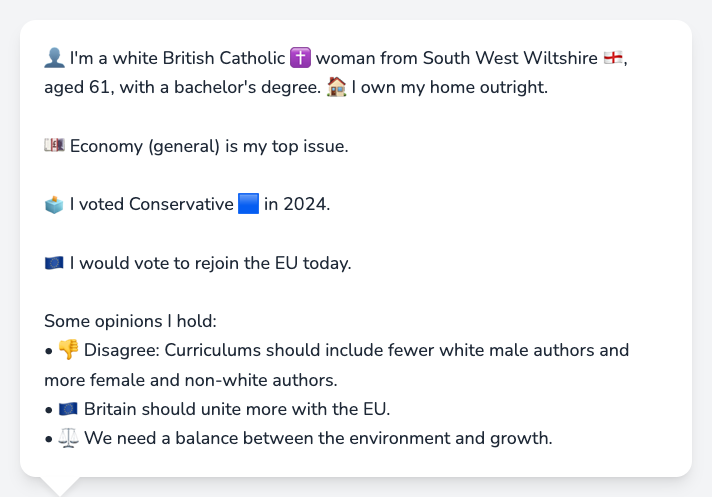 👤 I'm a white British Catholic ✝️ woman from South West Wiltshire 🏴󠁧󠁢󠁥󠁮󠁧󠁿,
aged 61, with a bachelor's degree. 🏠 I own my home outright.
💷 Economy (general) is my top issue.
🗳️ I voted Conservative 🟦 in 2024.
🇪🇺 I would vote to rejoin the EU today.
Some opinions I hold:
• 👎 Disagree: Curriculums should include fewer white male authors and
more female and non-white authors.
• 🇪🇺 Britain should unite more with the EU.
• ⚖️ We need a balance between the environment and growth.